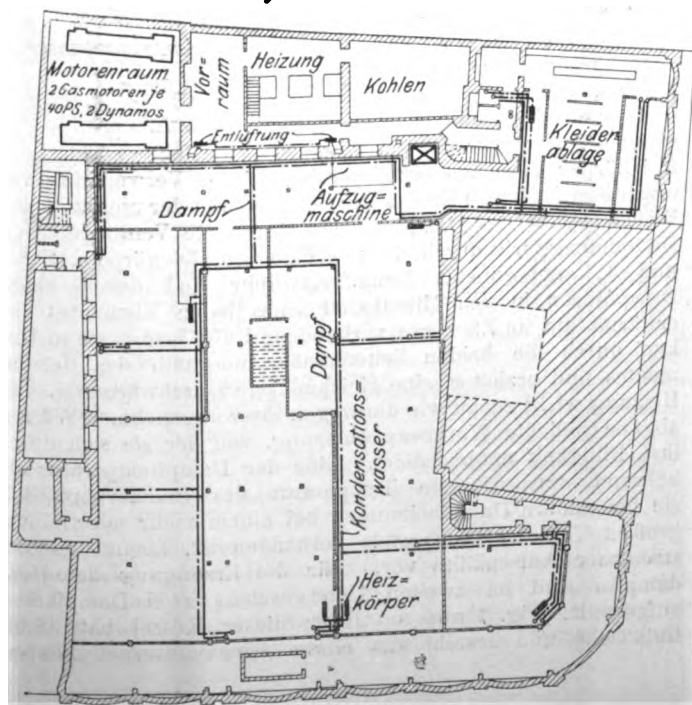 Motorenraum
2 Gasmotoren je
40 PS, 2 Dynamos
Vor=
raum
Heizung
Kohlen
Entlüftung
Kleider
ablage
Dampf
Aufzug=
maschine
Dampf
Kondensations=
wasser
Heiz=
körper